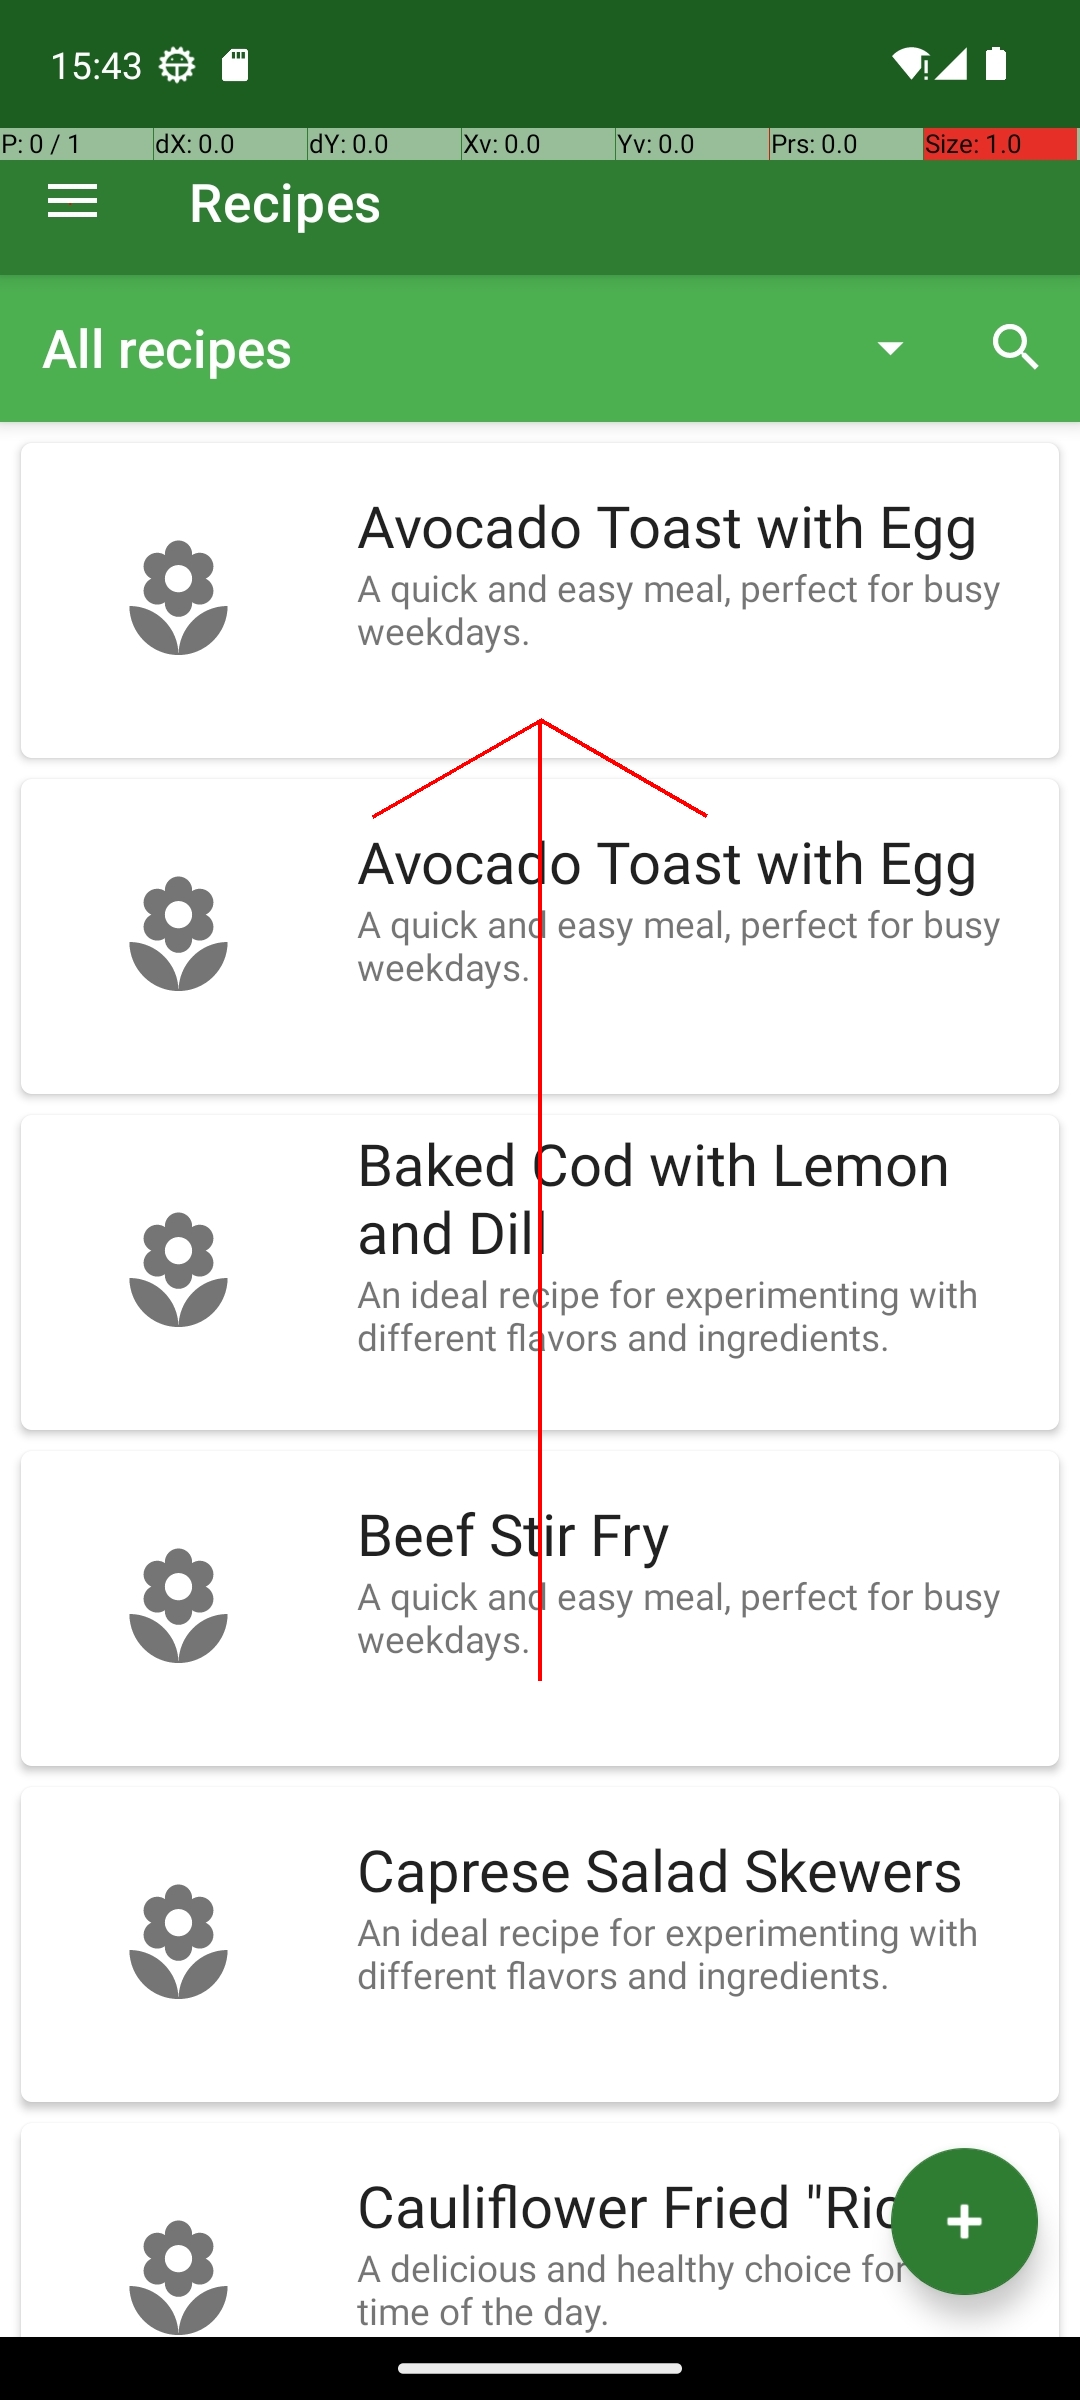 15:43
P: 0 / 1 dX: 0.0 dY: 0.0 Xv: 0.0 Yv: 0.0 Prs: 0.0 Size: 1.0
Recipes
All recipes
Avocado Toast with Egg
A quick and easy meal, perfect for busy
weekdays.
Avocado Toast with Egg
A quick and easy meal, perfect for busy
weekdays.
Baked Cod with Lemon
and Dill
An ideal recipe for experimenting with
different flavors and ingredients.
Beef Stir Fry
A quick and easy meal, perfect for busy
weekdays.
Caprese Salad Skewers
An ideal recipe for experimenting with
different flavors and ingredients.
Cauliflower Fried
A delicious and healthy choice for
time of the day.